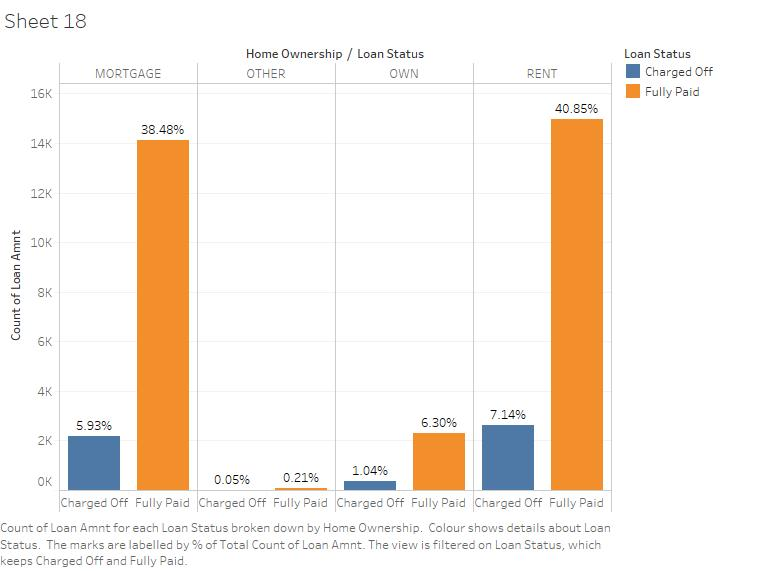 Sheet 18
Home Ownership / Loan Status
Loan Status
Charged Off
Fully Paid
MORTGAGE OTHER OWN RENT
Count of Loan Amnt
16K
14K
12K
10K
8K
6K
4K
2K
0K
5.93% 38.48% 0.05% 0.21% 1.04% 6.30% 7.14% 40.85%
Charged Off Fully Paid Charged Off Fully Paid Charged Off Fully Paid Charged Off Fully Paid
Count of Loan Amnt for each Loan Status broken down by Home Ownership. Colour shows details about Loan
Status. The marks are labelled by % of Total Count of Loan Amnt. The view is filtered on Loan Status, which
keeps Charged Off and Fully Paid.